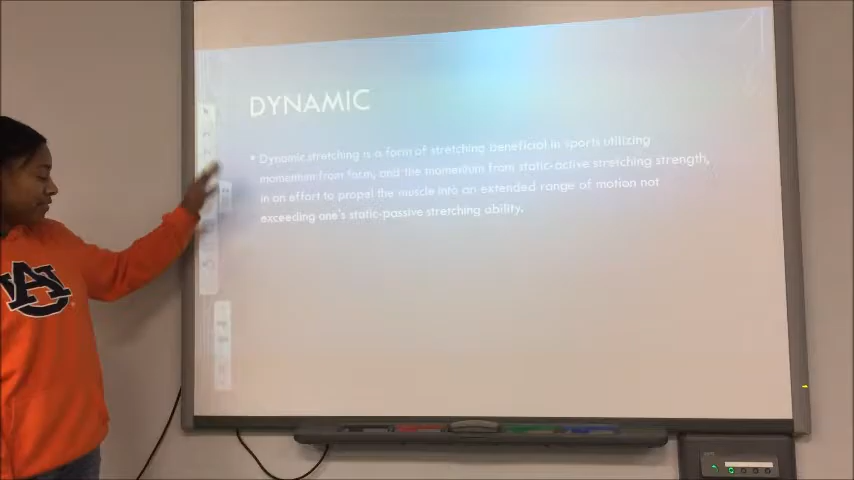 DYNAMIC
• Dynamic stretching is a form of stretching beneficial in sports utilizing
momentum from form, and the momentum from static-active stretching strength,
in an effort to propel the muscle into an extended range of motion not
exceeding one's static-passive stretching ability.
AU